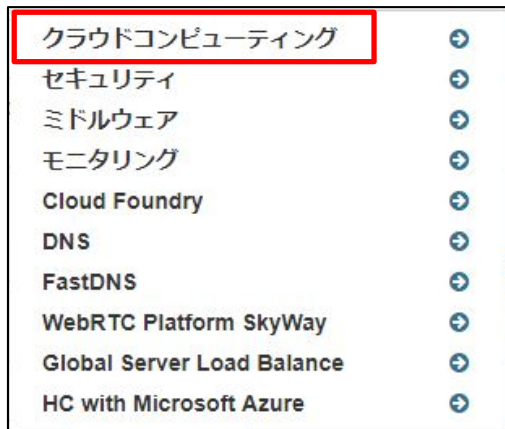 クラウドコンピューティング
セキュリティ
ミドルウェア
モニタリング
Cloud Foundry
DNS
FastDNS
WebRTC Platform SkyWay
Global Server Load Balance
HC with Microsoft Azure